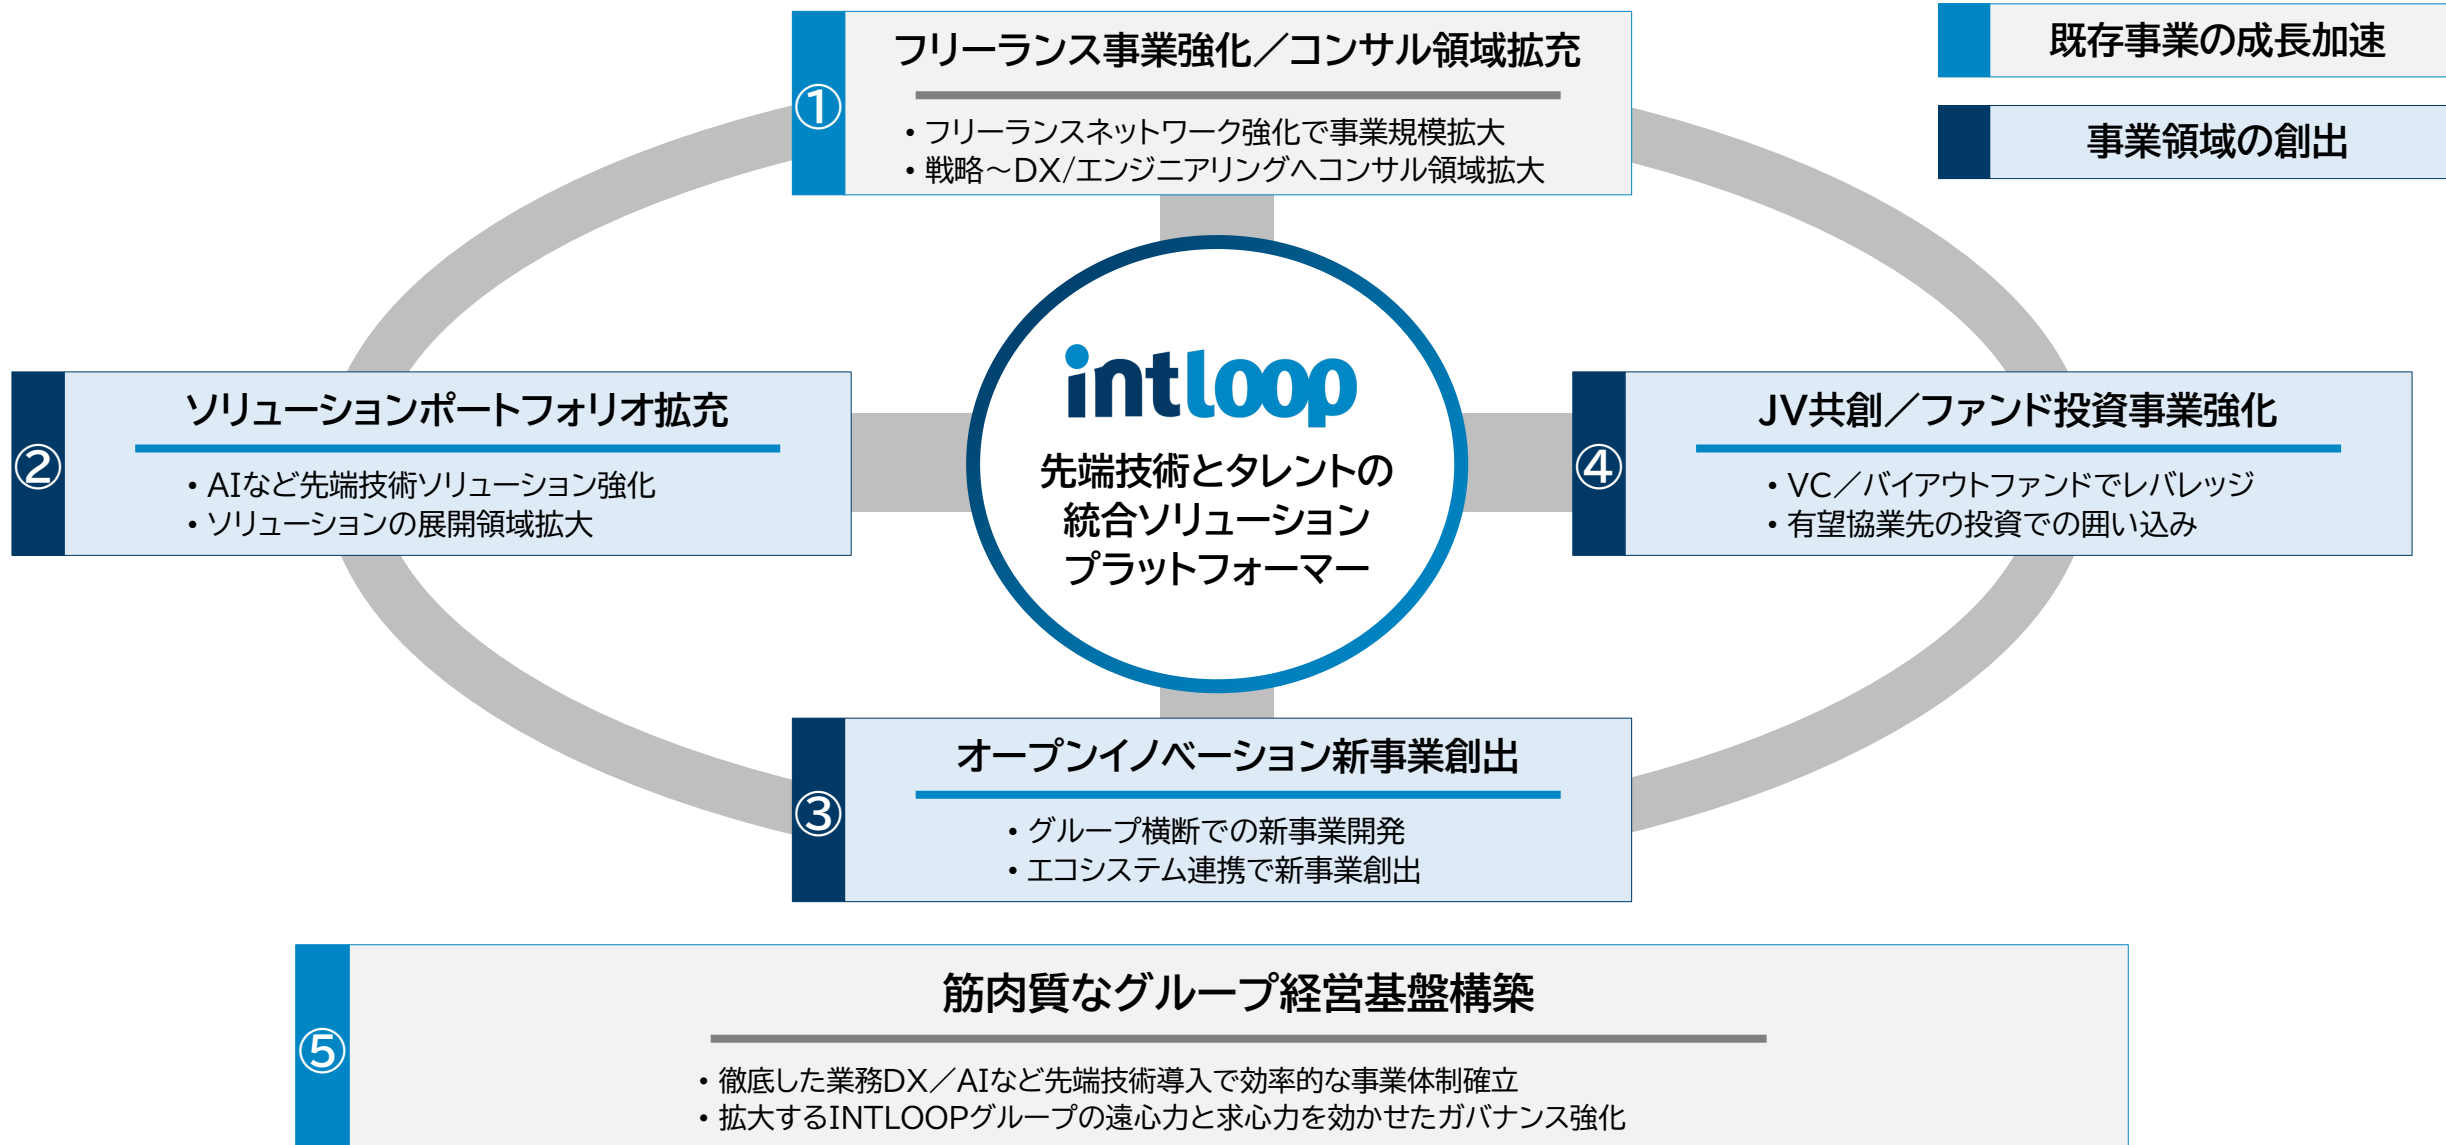 ①
フリーランス事業強化／コンサル領域拡充
・フリーランスネットワーク強化で事業規模拡大
・戦略～DX/エンジニアリングへコンサル領域拡大
既存事業の成長加速
事業領域の創出
②
ソリューションポートフォリオ拡充
・AIなど先端技術ソリューション強化
・ソリューションの展開領域拡大
intloop
先端技術とタレントの
統合ソリューション
プラットフォーマー
④
JV共創／ファンド投資事業強化
・VC／バイアウトファンドでレバレッジ
・有望協業先の投資での囲い込み
③
オープンイノベーション新事業創出
・グループ横断での新事業開発
・エコシステム連携で新事業創出
⑤
筋肉質なグループ経営基盤構築
・徹底した業務DX／AIなど先端技術導入で効率的な事業体制確立
・拡大するINTLOOPグループの遠心力と求心力を効かせたガバナンス強化